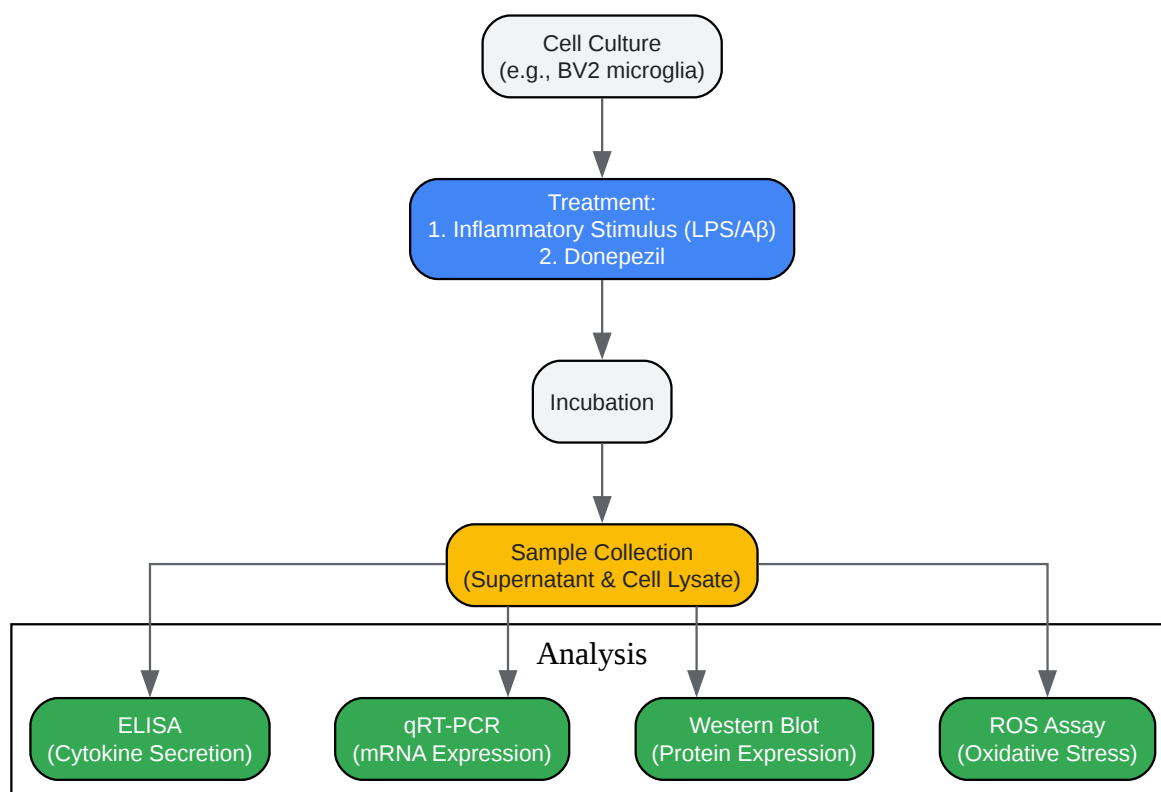 Cell Culture
(e.g., BV2 microglia)
Treatment:
1. Inflammatory Stimulus (LPS/Aβ)
2. Donepezil
Incubation
Sample Collection
(Supernatant & Cell Lysate)
Analysis
ELISA
(Cytokine Secretion)
qRT-PCR
(mRNA Expression)
Western Blot
(Protein Expression)
ROS Assay
(Oxidative Stress)